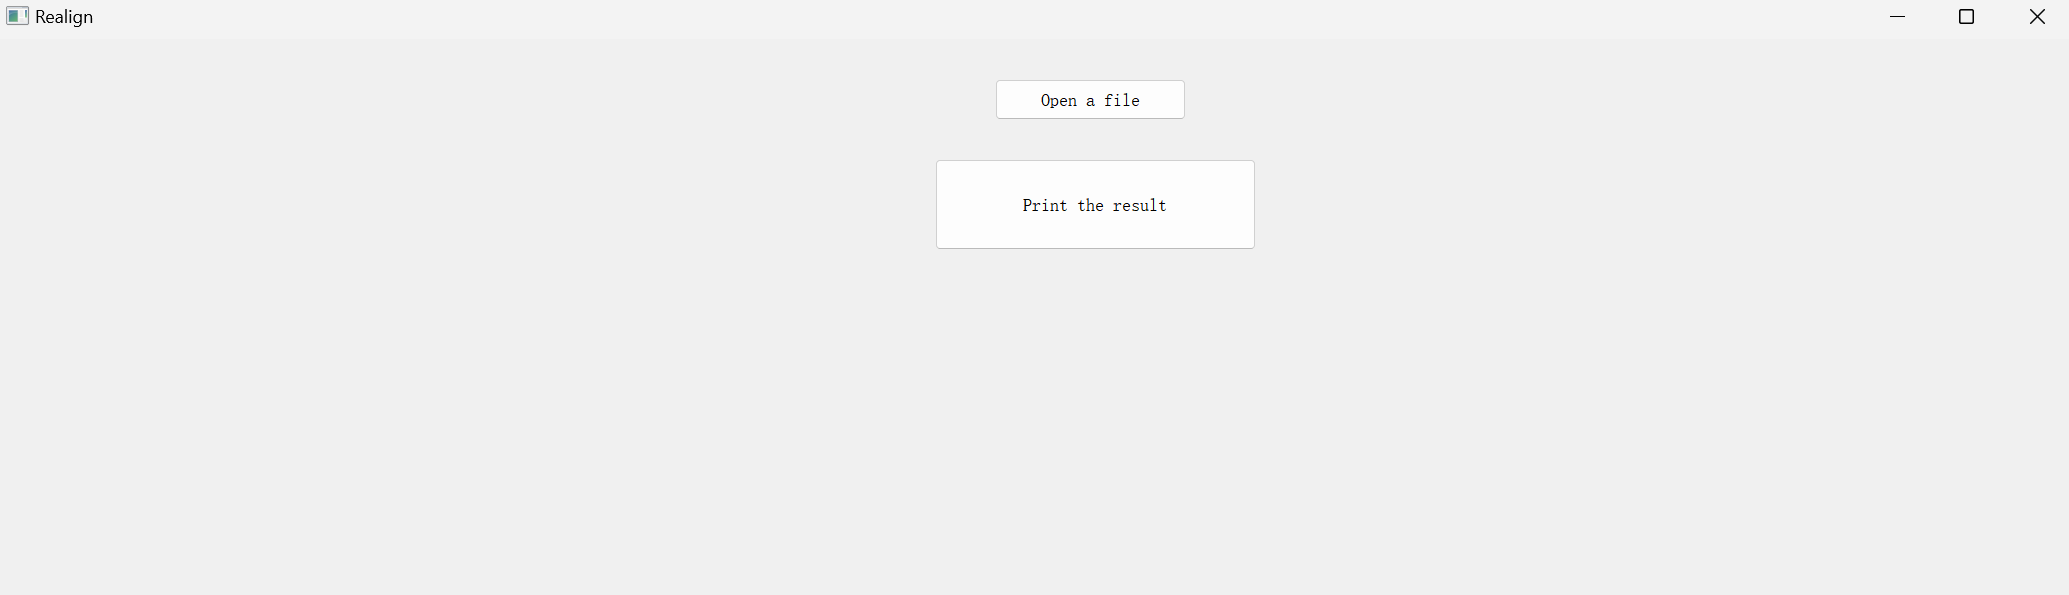 Realign
Open a file
Print the result